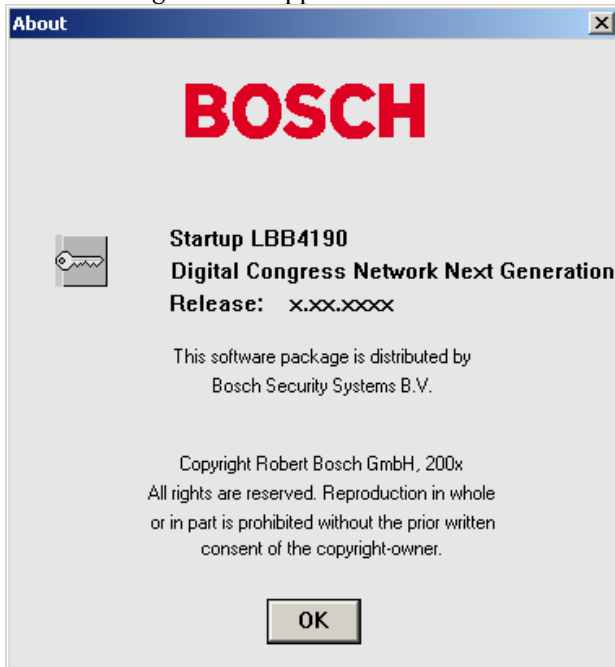 About
BOSCH
Startup LBB4190
Digital Congress Network Next Generation
Release: x.xx.xxxx
This software package is distributed by
Bosch Security Systems B.V.
Copyright Robert Bosch GmbH, 200x
All rights are reserved. Reproduction in whole
or in part is prohibited without the prior written
consent of the copyright-owner.
OK